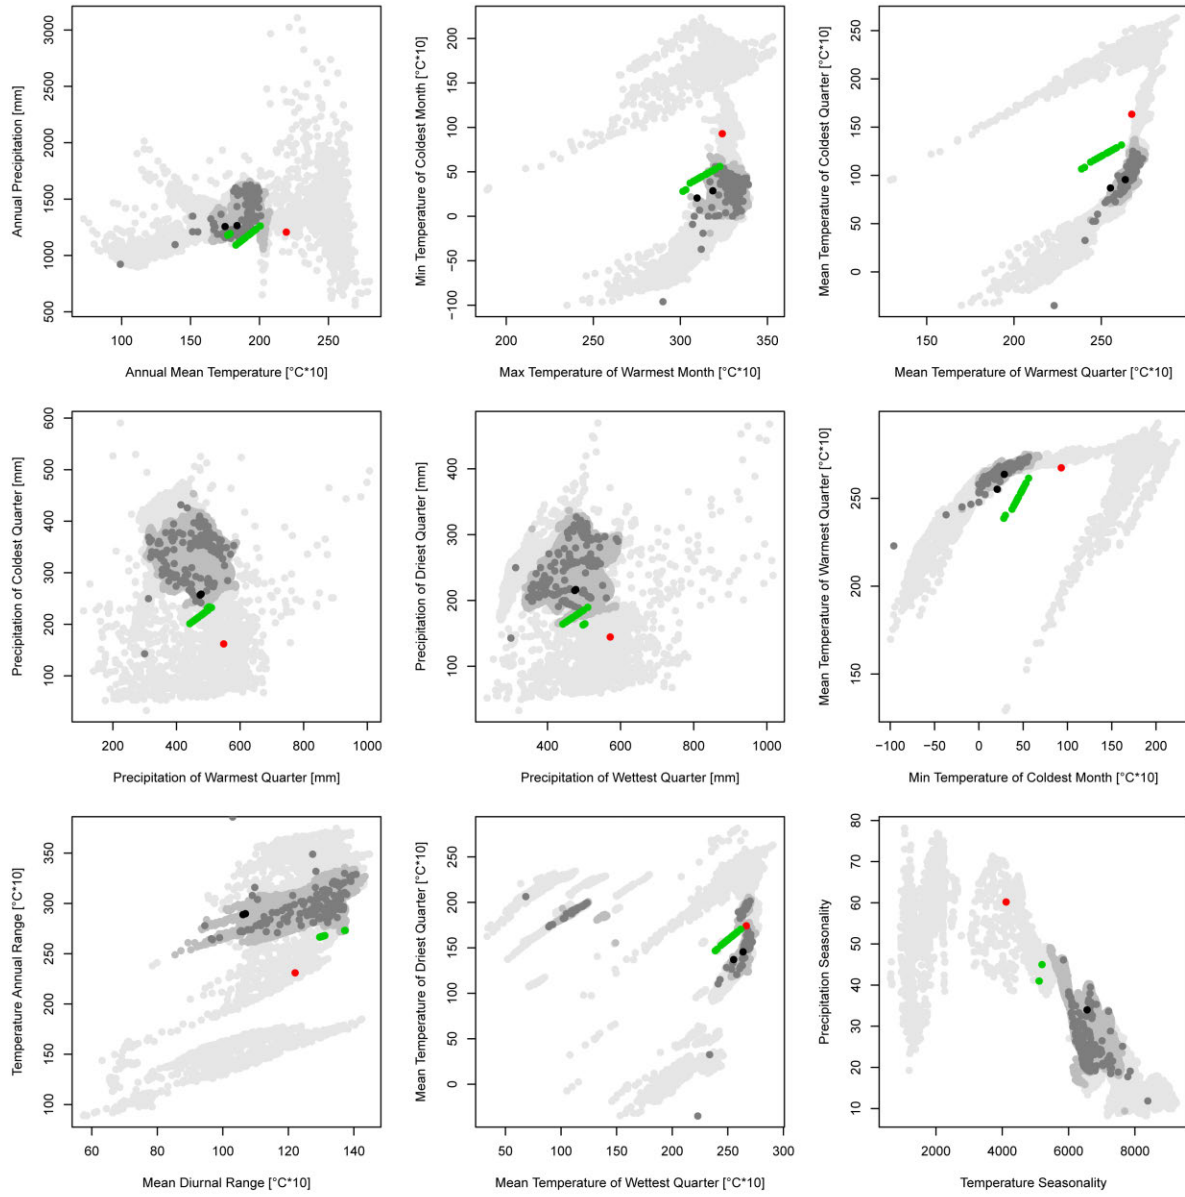 Annual Precipitation [mm]
500 1000 1500 2000 2500 3000
100 150 200 250
Annual Mean Temperature [°C*10]
Min Temperature of Coldest Month [°C*10]
−100 −50 0 50 100 150 200
200 250 300 350
Max Temperature of Warmest Month [°C*10]
Mean Temperature of Coldest Quarter [°C*10]
0 50 100 150 200 250
150 200 250
Mean Temperature of Warmest Quarter [°C*10]
Precipitation of Coldest Quarter [mm]
100 200 300 400 500 600
200 400 600 800 1000
Precipitation of Warmest Quarter [mm]
Precipitation of Driest Quarter [mm]
100 200 300 400
400 600 800 1000
Precipitation of Wettest Quarter [mm]
Mean Temperature of Warmest Quarter [°C*10]
150 200 250
−100 −50 0 50 100 150 200
Min Temperature of Coldest Month [°C*10]
Temperature Annual Range [°C*10]
100 150 200 250 300 350
60 80 100 120 140
Mean Diurnal Range [°C*10]
Mean Temperature of Driest Quarter [°C*10]
0 50 100 150 200 250
50 100 150 200 250 300
Mean Temperature of Wettest Quarter [°C*10]
Precipitation Seasonality
10 20 30 40 50 60 70 80
2000 4000 6000 8000
Temperature Seasonality